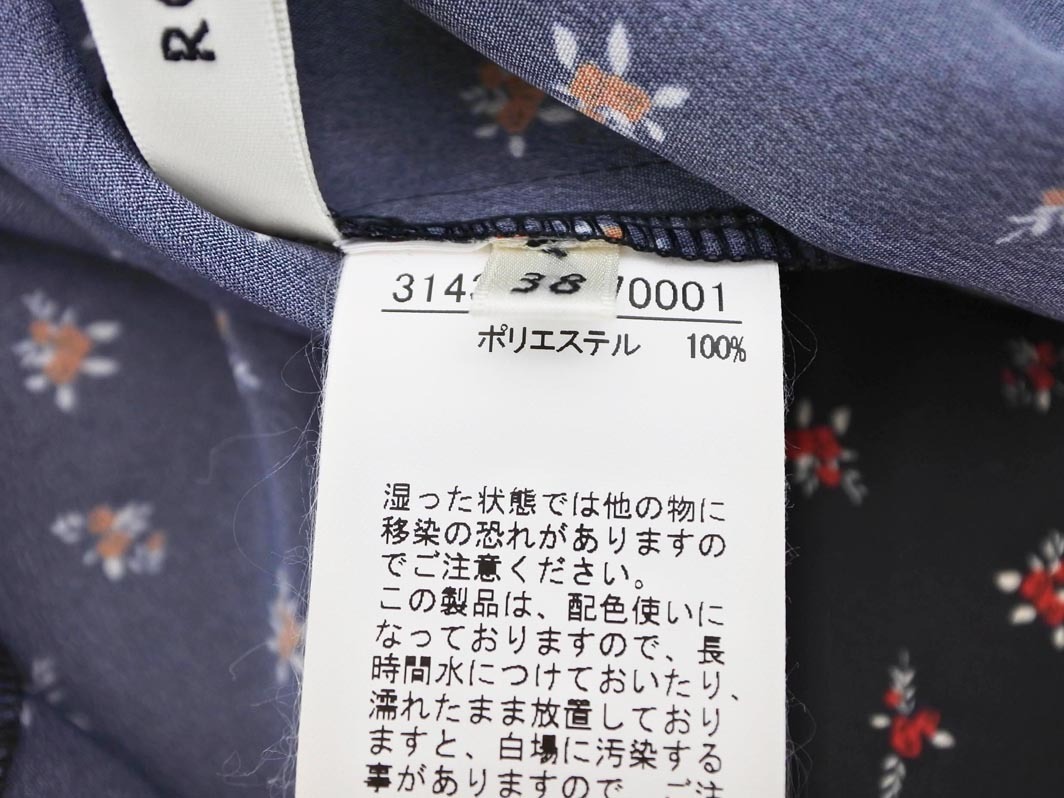 R
38
3143 70001
ポリエステル 100%
湿った状態では他の物に
移染の恐れがありますの
でご注意ください。
この製品は、配色使いに
なっておりますので、長
時間水につけておいたり、
濡れたまま放置しており
ますと、白場に汚染する
事がありますので、ご注